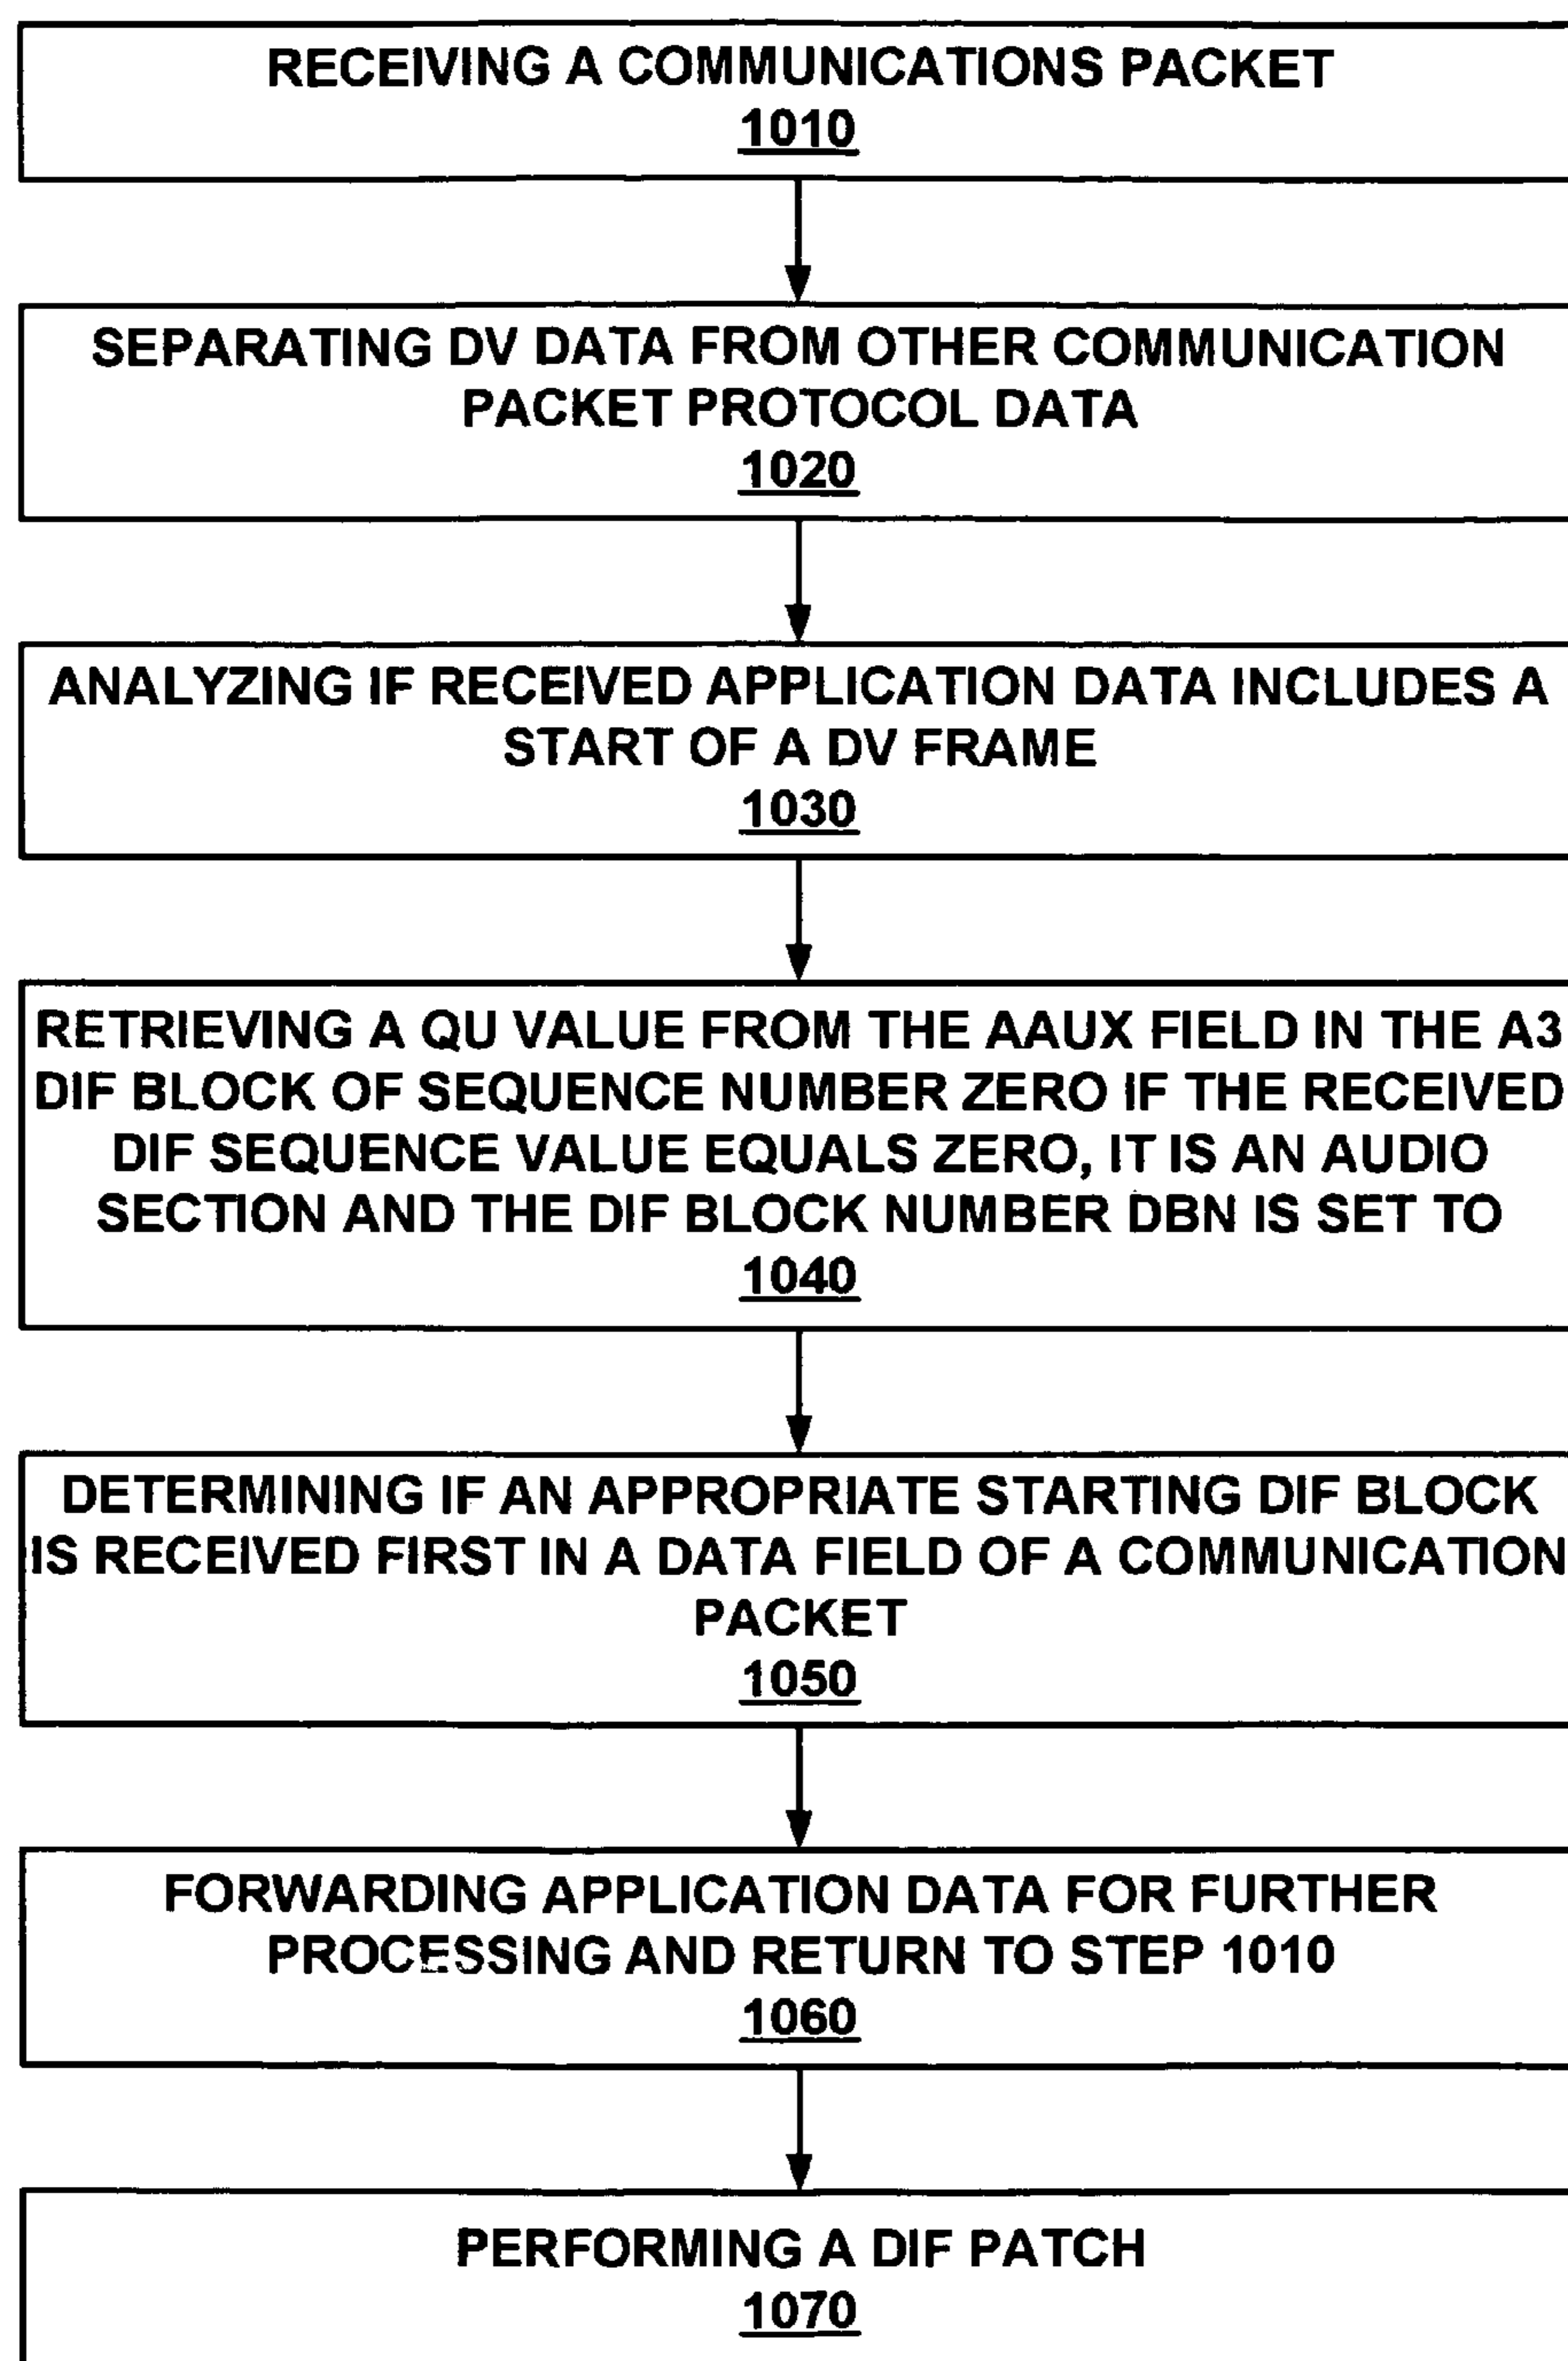 RECEIVING A COMMUNICATIONS PACKET
1010
SEPARATING DV DATA FROM OTHER COMMUNICATION
PACKET PROTOCOL DATA
1020
ANALYZING IF RECEIVED APPLICATION DATA INCLUDES A
START OF A DV FRAME
1030
RETRIEVING A QU VALUE FROM THE AAUX FIELD IN THE A3
DIF BLOCK OF SEQUENCE NUMBER ZERO IF THE RECEIVED
DIF SEQUENCE VALUE EQUALS ZERO, IT IS AN AUDIO
SECTION AND THE DIF BLOCK NUMBER DBN IS SET TO
1040
DETERMINING IF AN APPROPRIATE STARTING DIF BLOCK
IS RECEIVED FIRST IN A DATA FIELD OF A COMMUNICATION
PACKET
1050
FORWARDING APPLICATION DATA FOR FURTHER
PROCESSING AND RETURN TO STEP 1010
1060
PERFORMING A DIF PATCH
1070